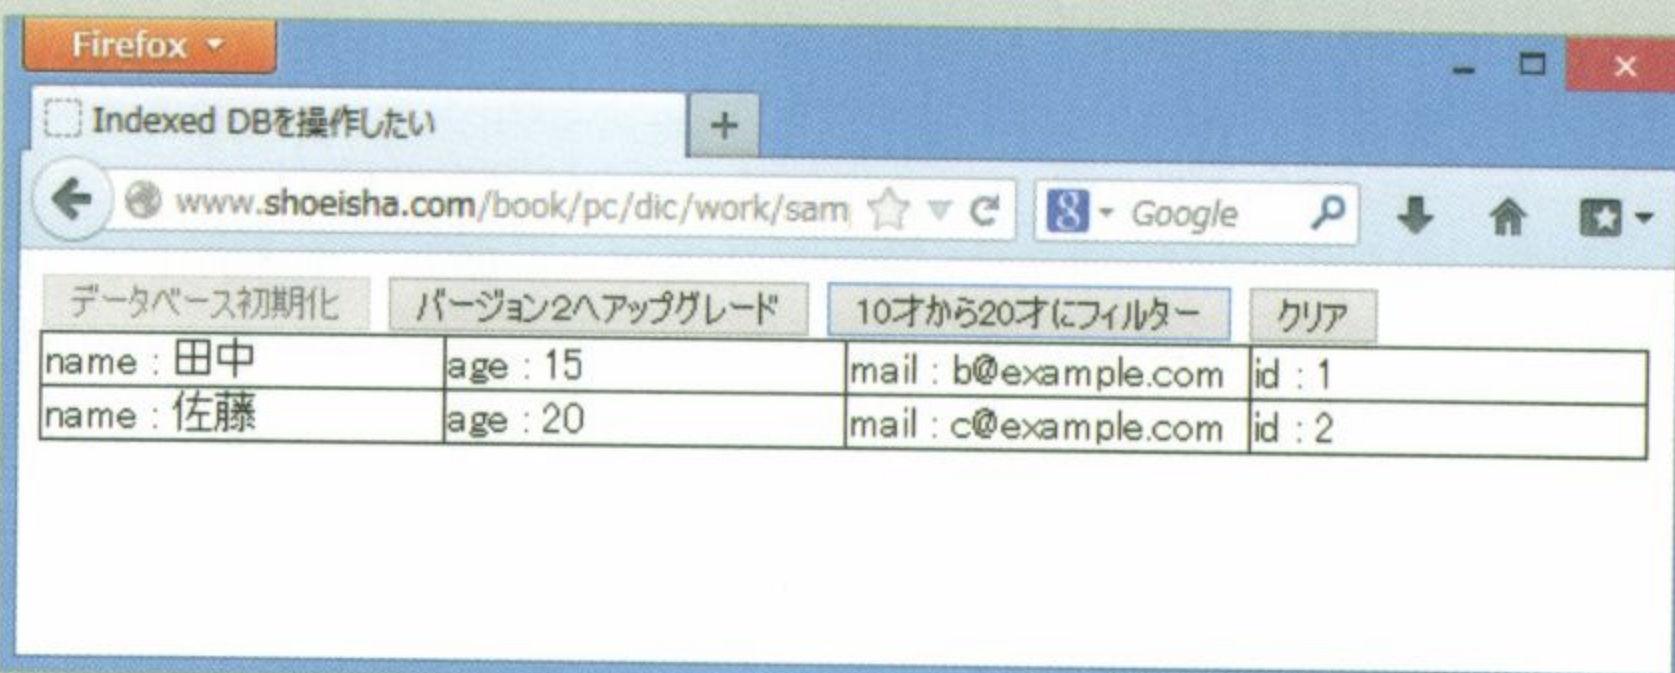 Firefox
Indexed DBを操作したい
www.shoeisha.com/book/pc/dic/work/sam
8 Google
データベース初期化 バージョン2へアップグレード 10才から20才にフィルター クリア
name : 田中 age : 15 mail : b@example.com id : 1
name : 佐藤 age : 20 mail : c@example.com id : 2